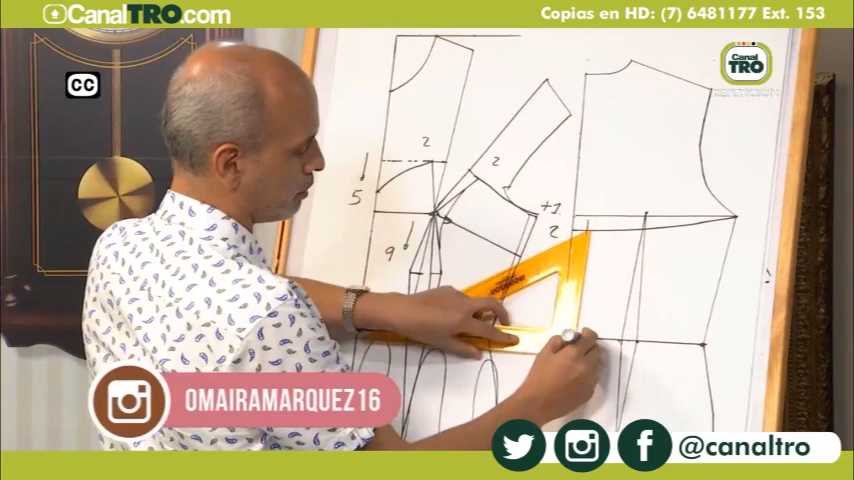 CanalTRO.com
Copias en HD: (7) 6481177 Ext. 153
CC
Canal
TRO
REPETICIÓN
2
2
5
+1
2
9
OMAIRAMARQUEZ16
@canaltro